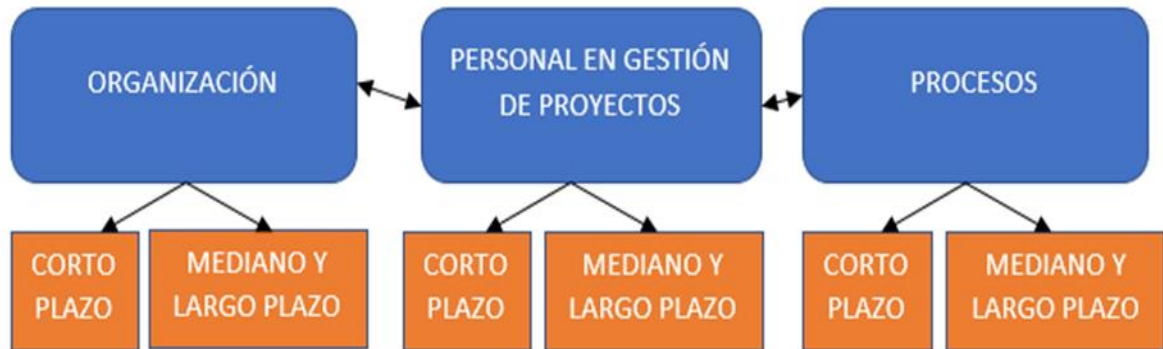 ORGANIZACIÓN
PERSONAL EN GESTIÓN
DE PROYECTOS
PROCESOS
CORTO
PLAZO
MEDIANO Y
LARGO PLAZO
CORTO
PLAZO
MEDIANO Y
LARGO PLAZO
CORTO
PLAZO
MEDIANO Y
LARGO PLAZO